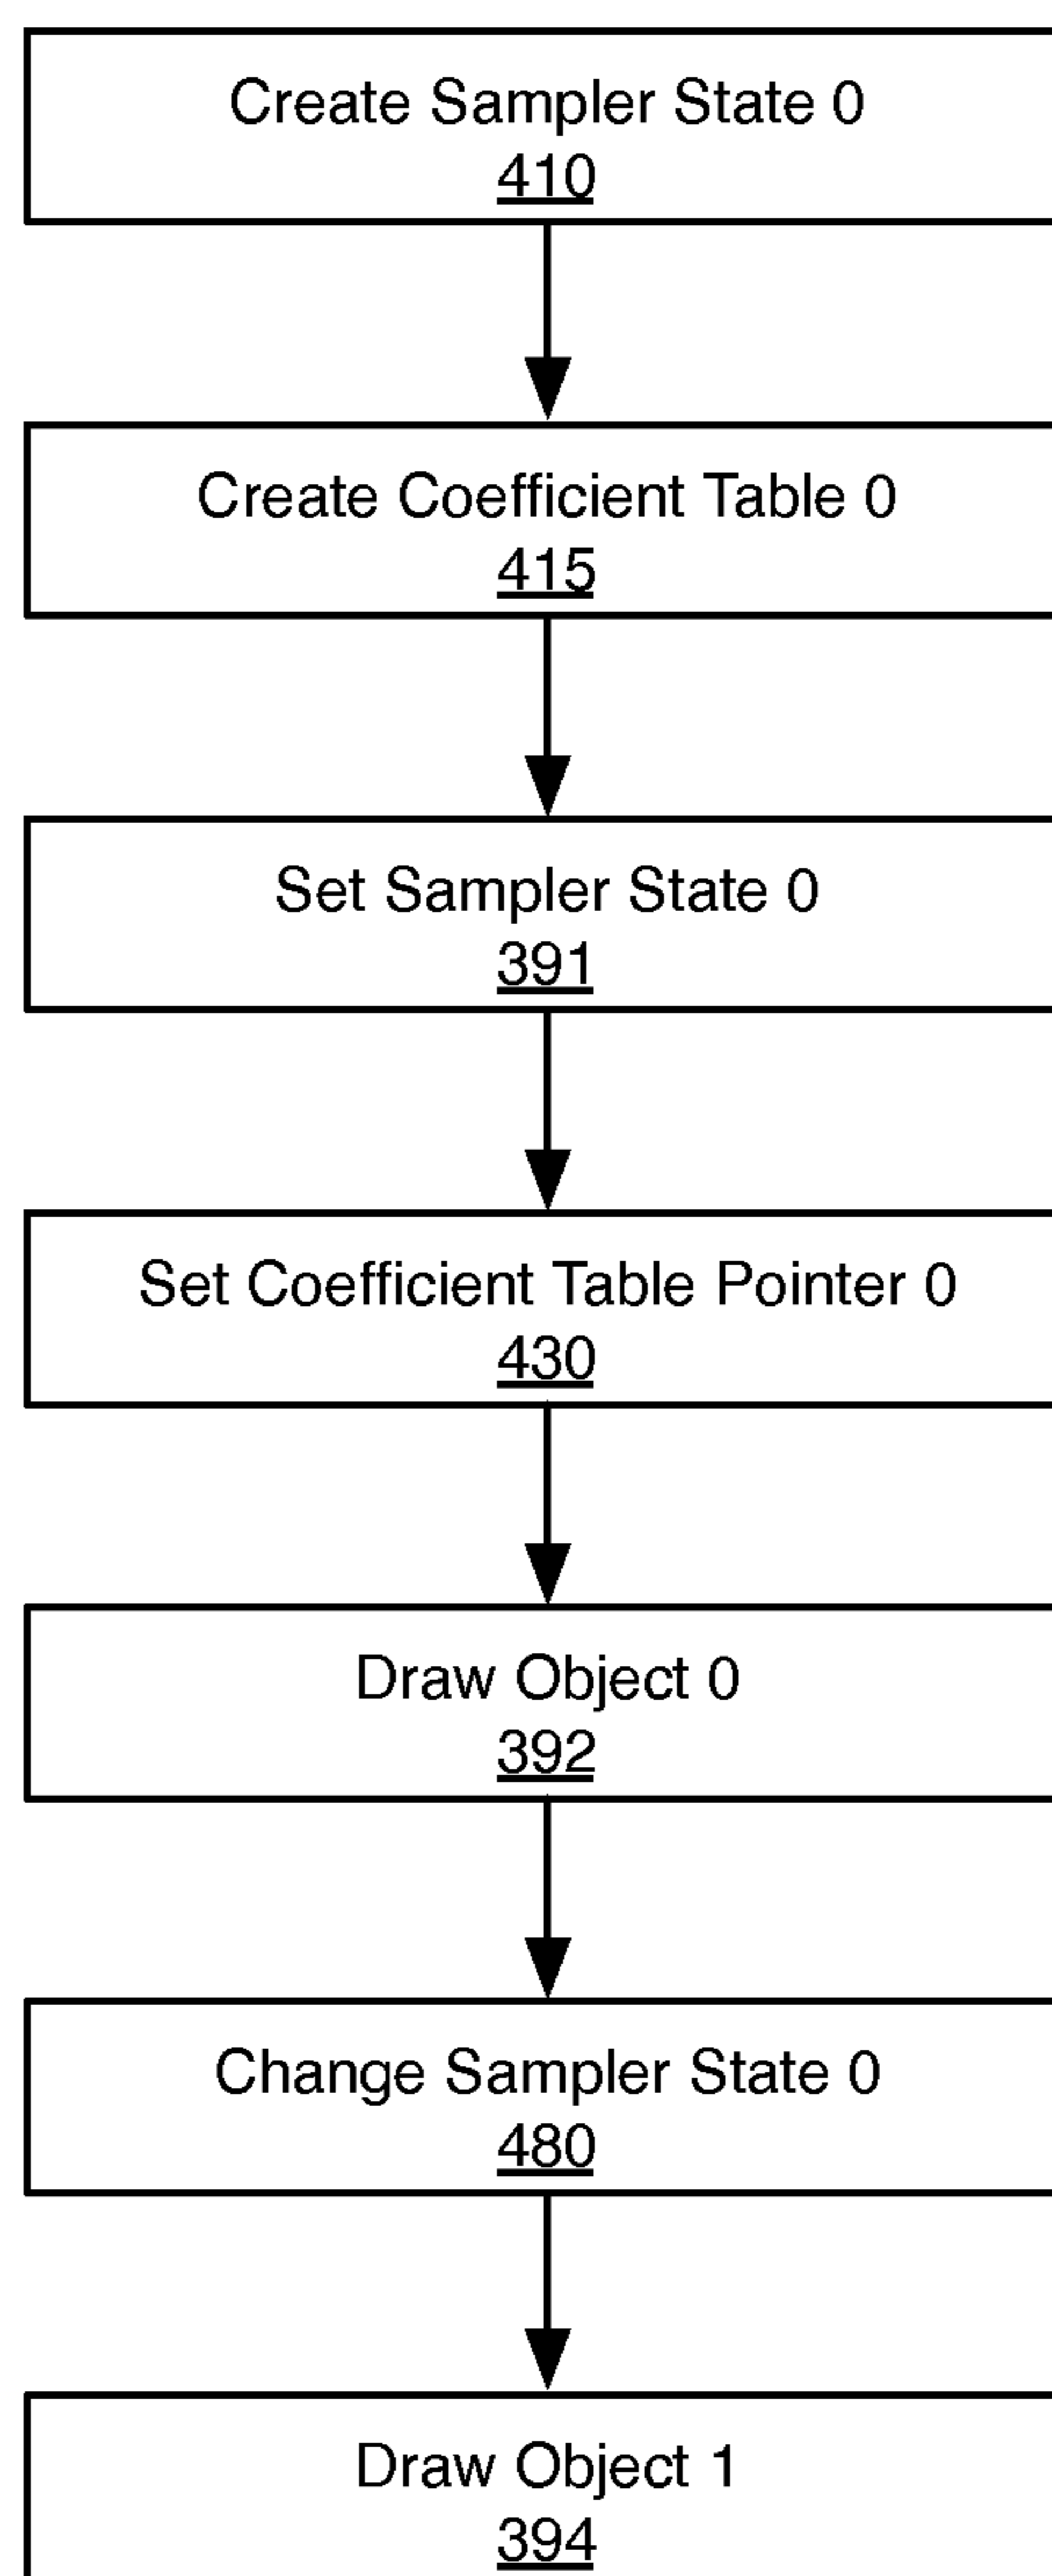 Create Sampler State 0
410
Create Coefficient Table 0
415
Set Sampler State 0
391
Set Coefficient Table Pointer 0
430
Draw Object 0
392
Change Sampler State 0
480
Draw Object 1
394